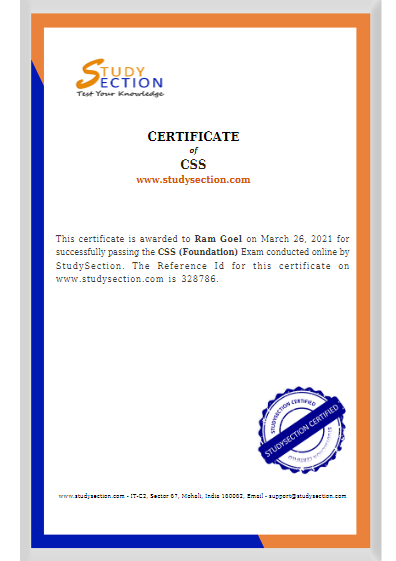 STUDY
SECTION
Test Your Knowledge
CERTIFICATE
of
CSS
www.studysection.com
This certificate is awarded to Ram Goel on March 26, 2021 for
successfully passing the CSS (Foundation) Exam conducted online by
StudySection. The Reference Id for this certificate on
www.studysection.com is 328786.
STUDYSECTION CERTIFIED
STUDYSECTION CERTIFIED
www.studysection.com - IT-C2, Sector 67, Mohali, India 160062, Email - support@studysection.com